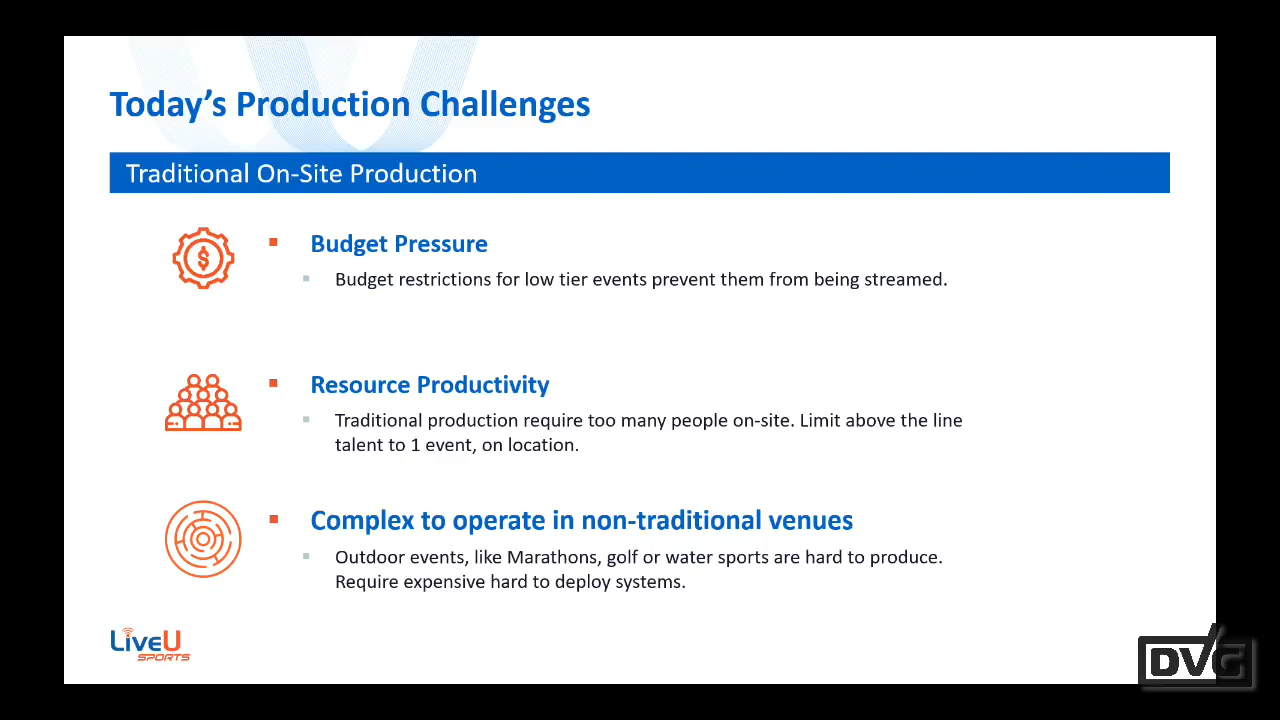 Today’s Production Challenges
Traditional On-Site Production
Budget Pressure
Budget restrictions for low tier events prevent them from being streamed.
Resource Productivity
Traditional production require too many people on-site. Limit above the line
talent to 1 event, on location.
Complex to operate in non-traditional venues
Outdoor events, like Marathons, golf or water sports are hard to produce.
Require expensive hard to deploy systems.
LiveU
SPORTS
DVG